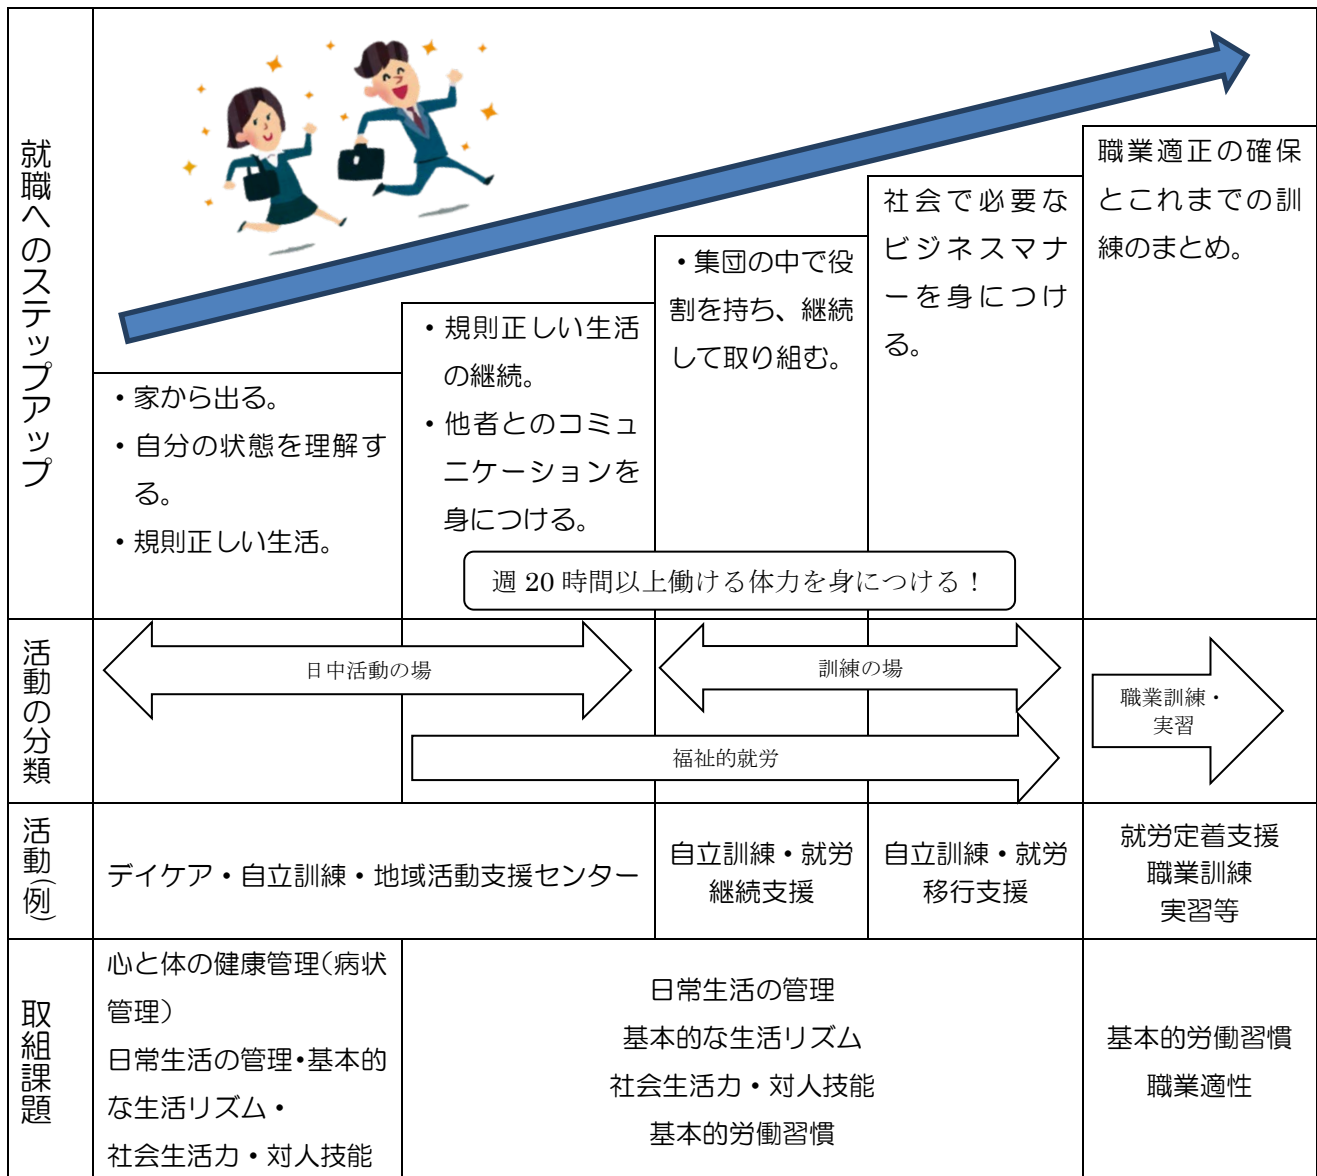 就職へのステップアップ
・家から出る。
・自分の状態を理解す
る。
・規則正しい生活。
・規則正しい生活
の継続。
・他者とのコミュ
ニケーションを
身につける。
・集団の中で役
割を持ち、継続
して取り組む。
社会で必要な
ビジネスマナ
ーを身につけ
る。
職業適正の確保
とこれまでの訓
練のまとめ。
週 20 時間以上働ける体力を身につける！
活動の分類
日中活動の場
訓練の場
福祉的就労
職業訓練・
実習
活動(例)
デイケア・自立訓練・地域活動支援センター
自立訓練・就労
継続支援
自立訓練・就労
移行支援
就労定着支援
職業訓練
実習等
取組課題
心と体の健康管理(病状
管理)
日常生活の管理・基本的
な生活リズム・
社会生活力・対人技能
日常生活の管理
基本的な生活リズム
社会生活力・対人技能
基本的労働習慣
基本的労働習慣
職業適性